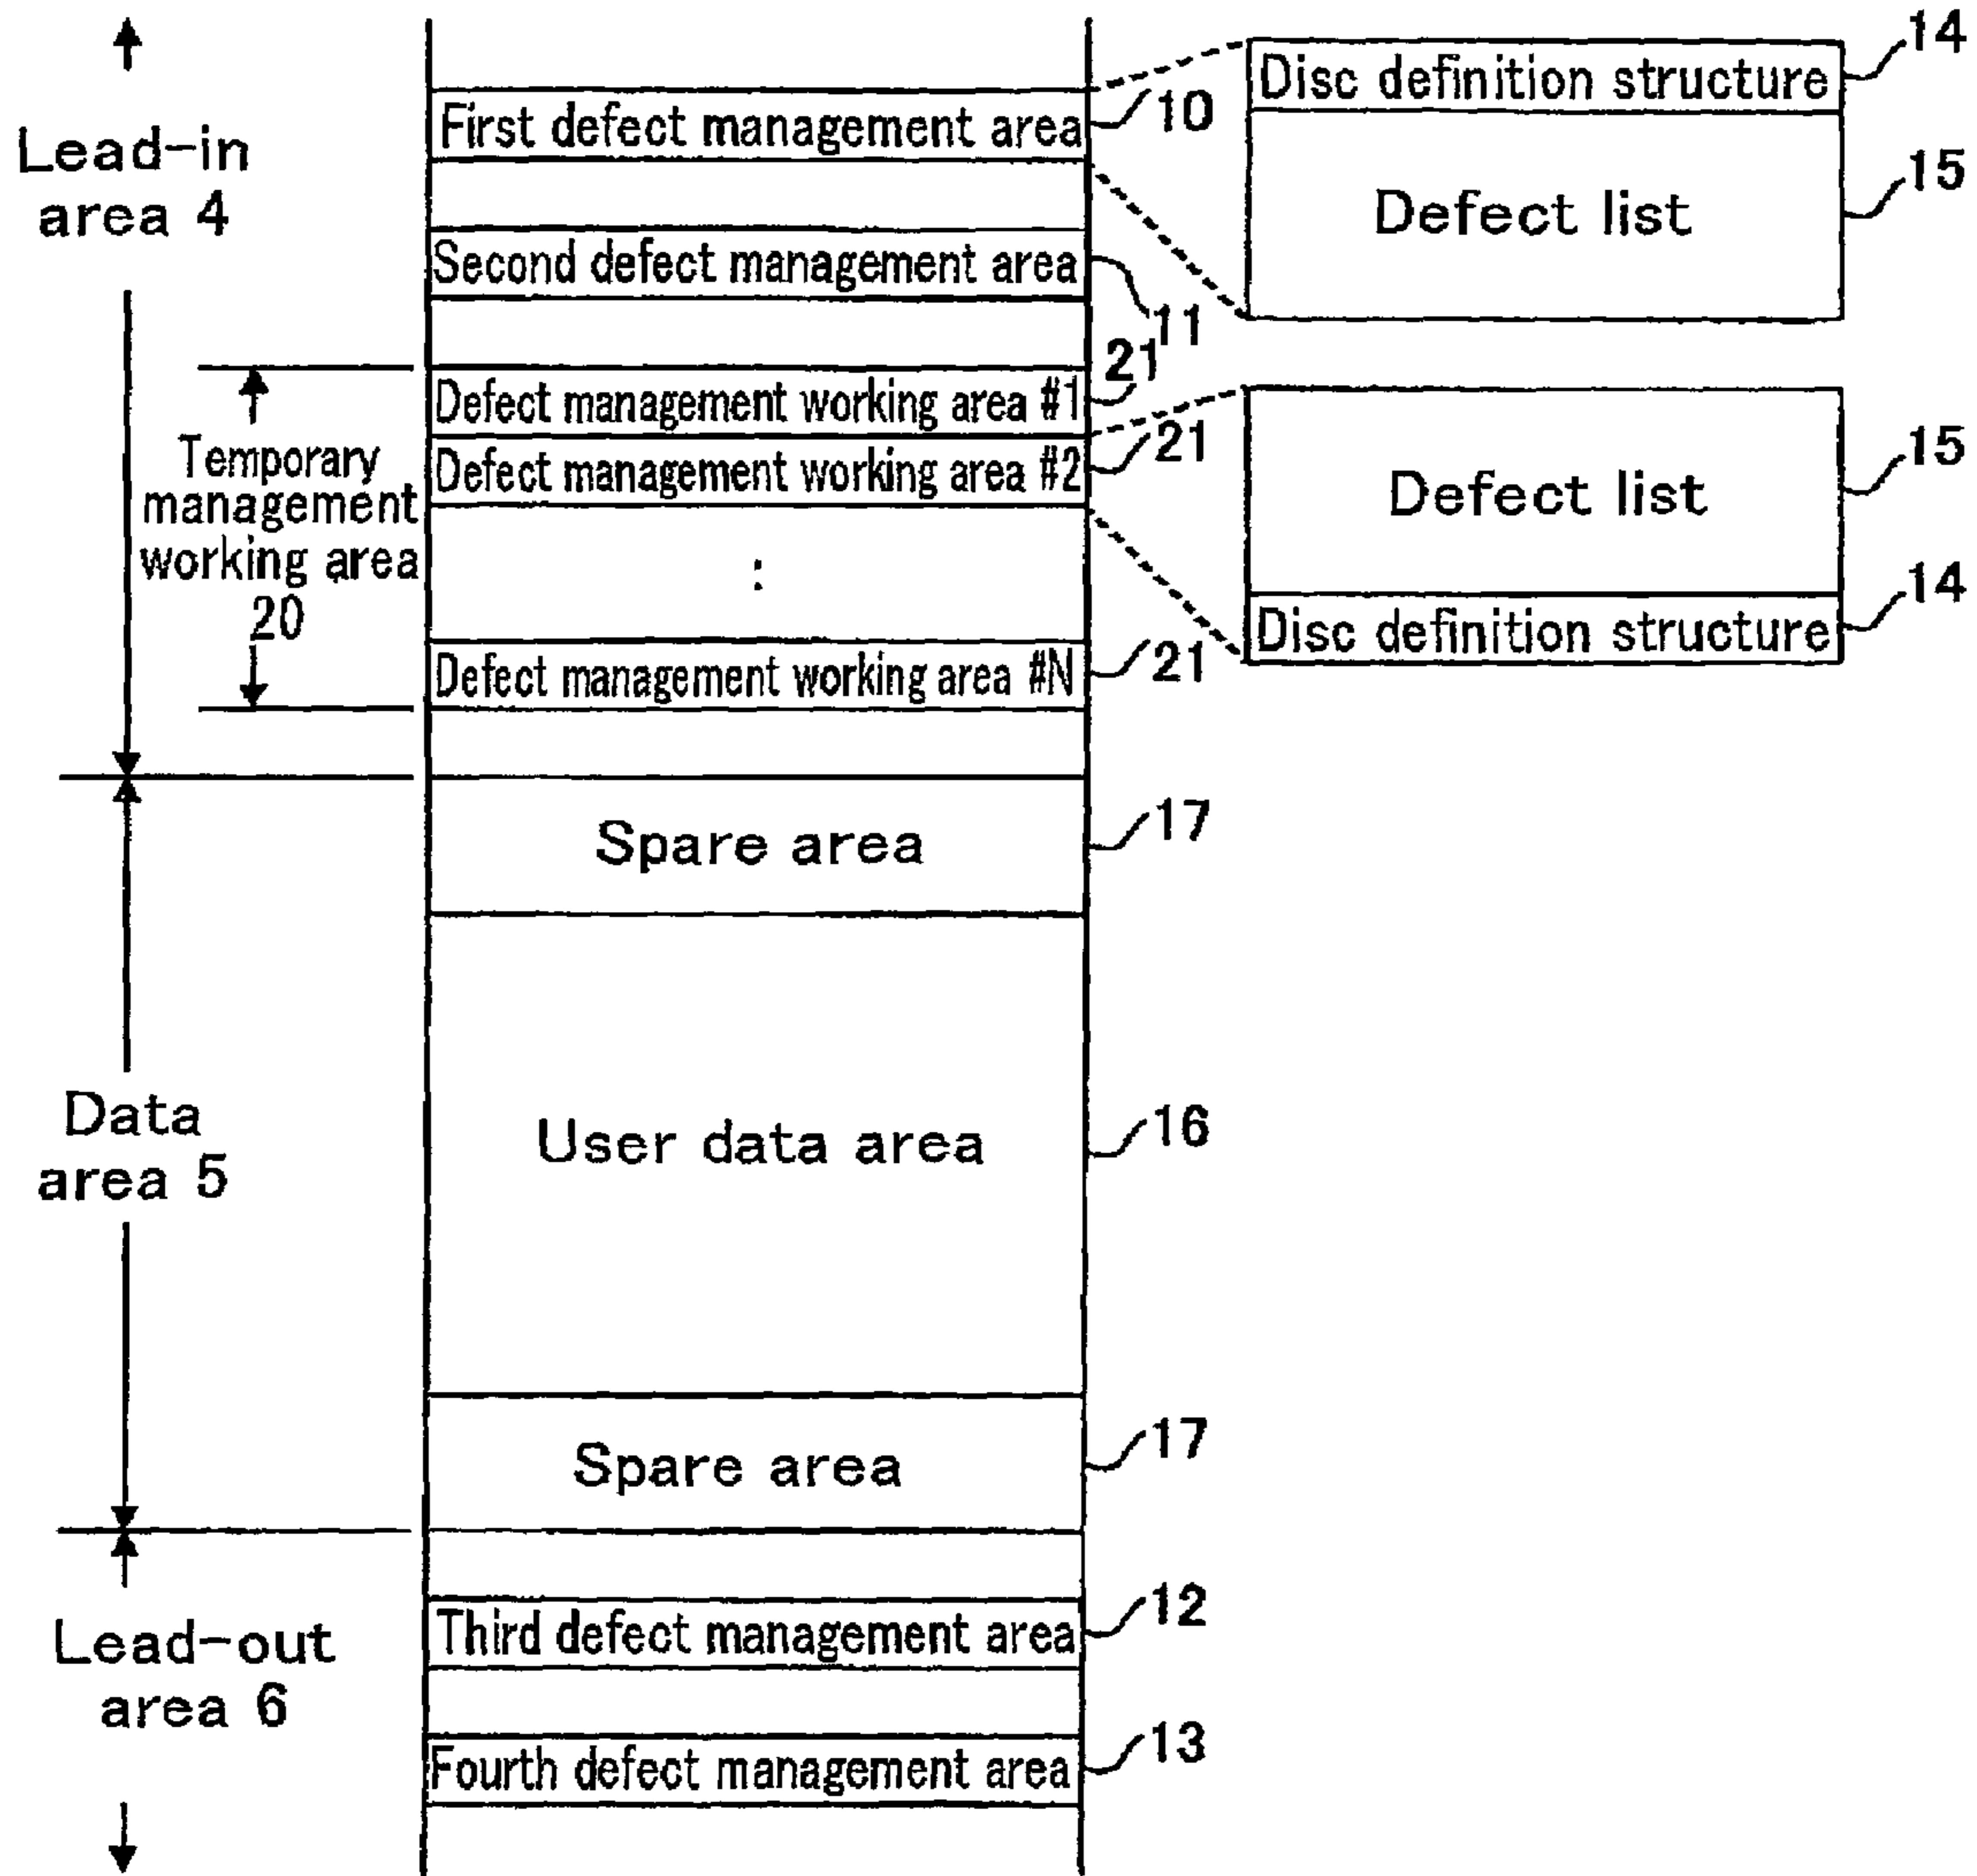 Lead-in
area 4
Temporary
management
working area
20
Data
area 5
Lead-out
area 6
First defect management area
10
Second defect management area
11
Defect management working area #1
21
Defect management working area #2
21
:
Defect management working area #N
21
Spare area
17
User data area
16
Spare area
17
Third defect management area
12
Fourth defect management area
13
Disc definition structure
14
Defect list
15
Defect list
15
Disc definition structure
14